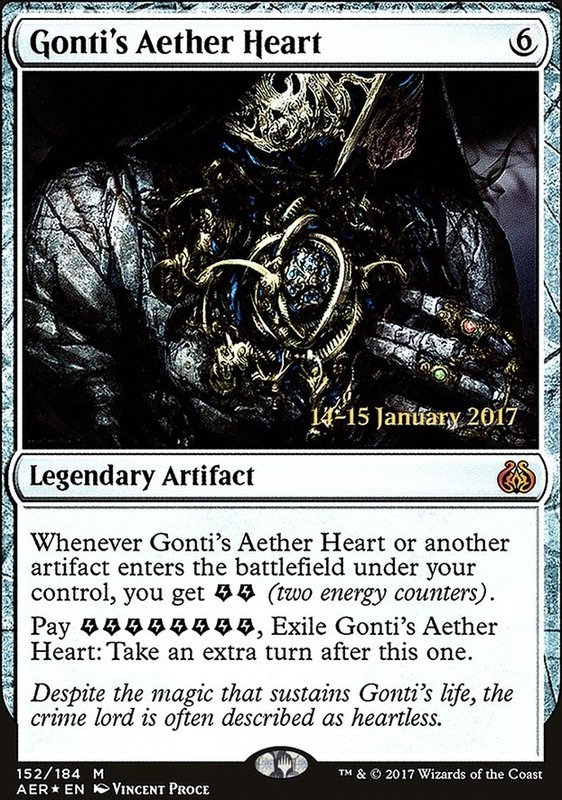 Gonti's Aether Heart 6
14–15 January 2017
Legendary Artifact
Whenever Gonti's Aether Heart or another
artifact enters the battlefield under your
control, you get (two energy counters).
Pay , Exile Gonti's Aether
Heart: Take an extra turn after this one.
Despite the magic that sustains Gonti's life, the
crime lord is often described as heartless.
152/184 M
AER★EN Vincent Proce
™ & © 2017 Wizards of the Coast